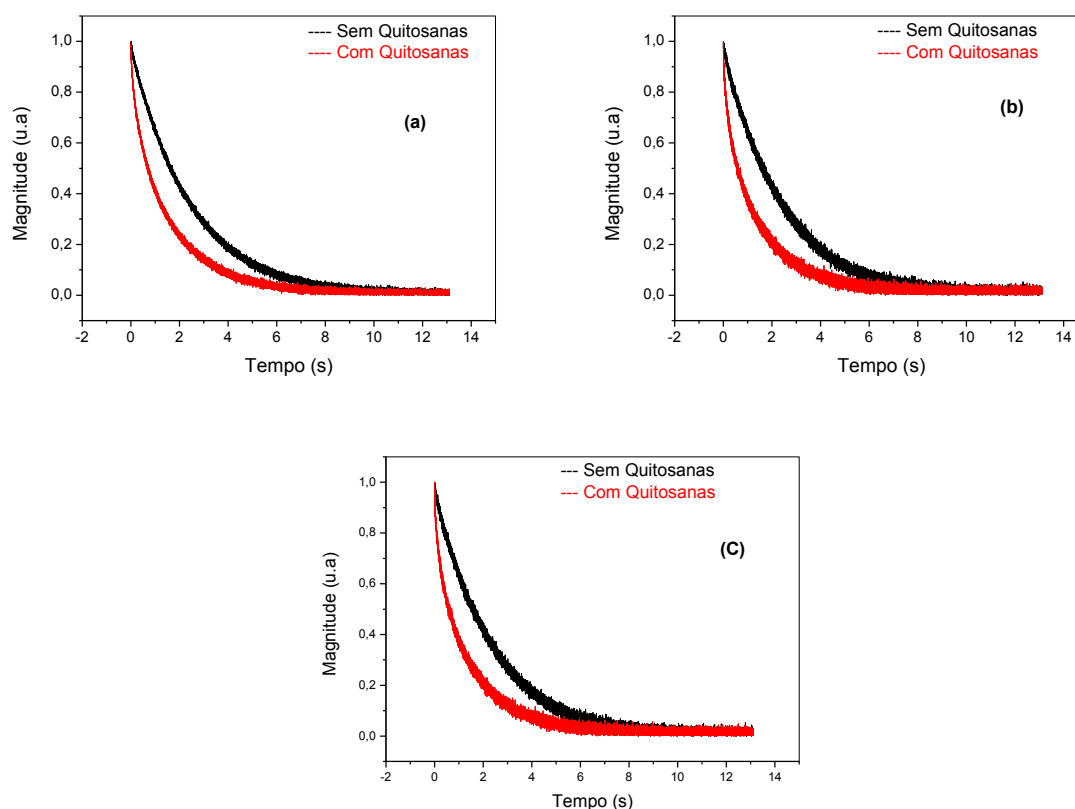 ---- Sem Quitosanas
---- Com Quitosanas
(a)
1,0
0,8
0,6
0,4
0,2
0,0
Magnitude (u.a)
-2 0 2 4 6 8 10 12 14
Tempo (s)
---- Sem Quitosanas
---- Com Quitosanas
(b)
1,0
0,8
0,6
0,4
0,2
0,0
Magnitude (u.a)
-2 0 2 4 6 8 10 12 14
Tempo (s)
--- Sem Quitosanas
--- Com Quitosanas
(C)
1,0
0,8
0,6
0,4
0,2
0,0
Magnitude (u.a)
-2 0 2 4 6 8 10 12 14
Tempo (s)